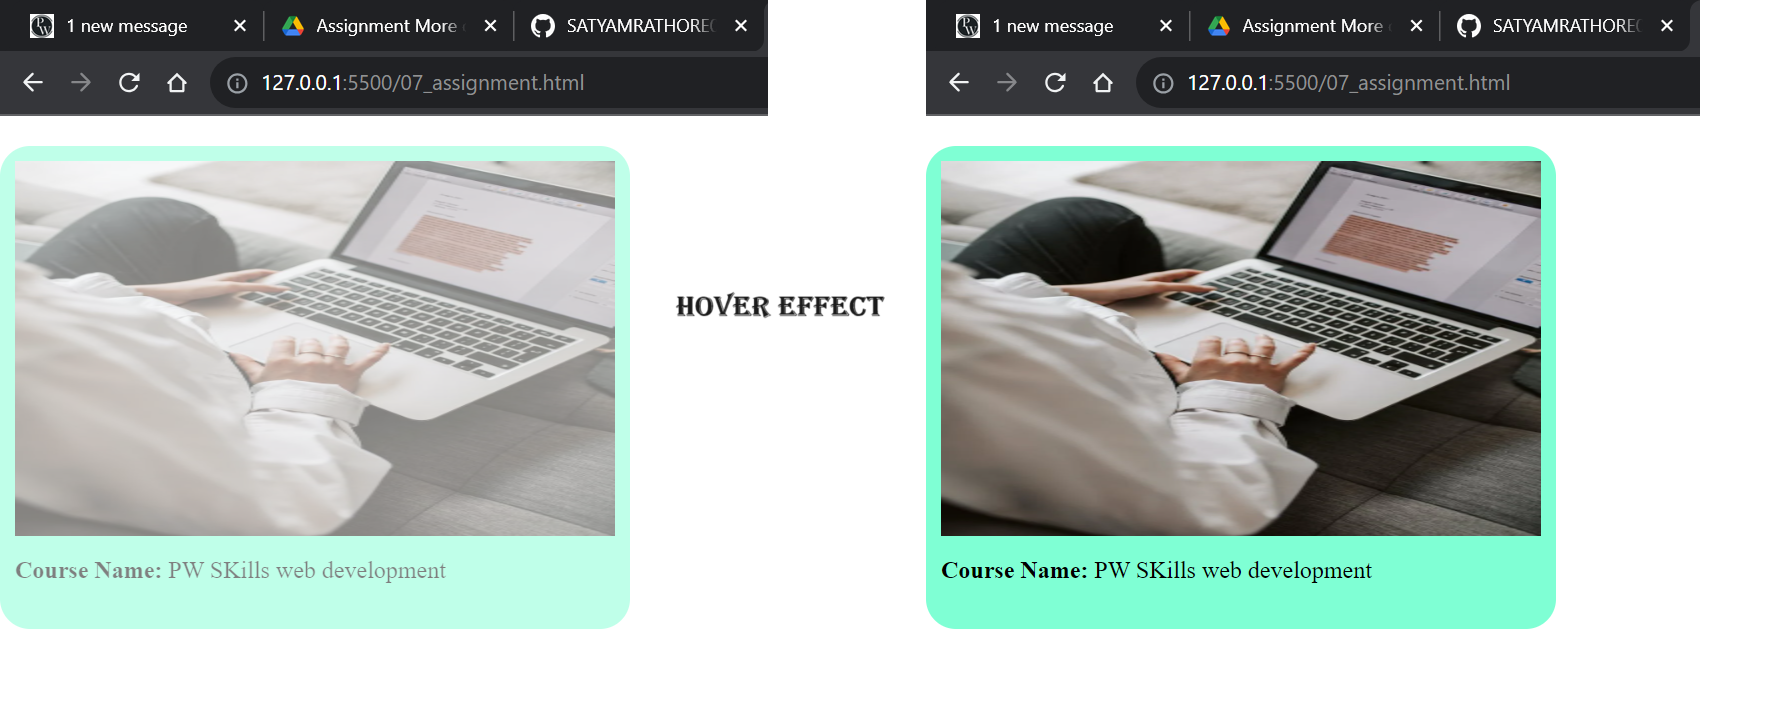 1 new message
Assignment More
SATYAMRATHORE
127.0.0.1:5500/07_assignment.html
Course Name: PW SKills web development
HOVER EFFECT
1 new message
Assignment More
SATYAMRATHORE
127.0.0.1:5500/07_assignment.html
Course Name: PW SKills web development